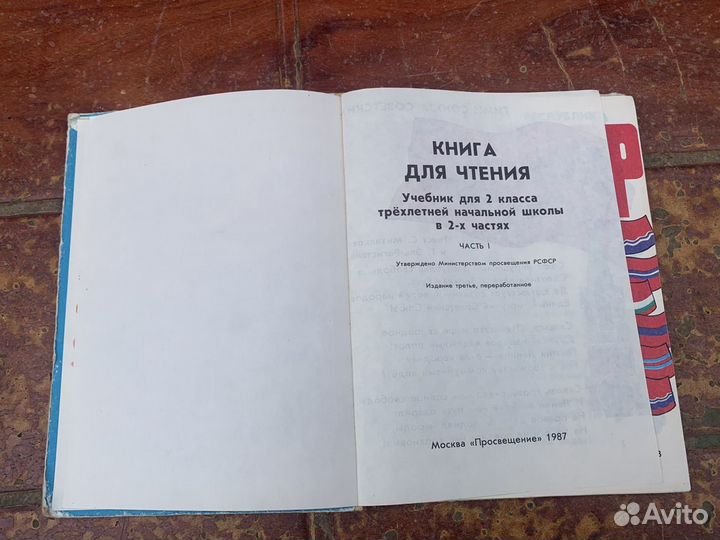 КНИГА
ДЛЯ ЧТЕНИЯ
Учебник для 2 класса
трёхлетней начальной школы
в 2-х частях
ЧАСТЬ I
Утверждено Министерством просвещения РСФСР
Издание третье, переработанное
Москва «Просвещение» 1987
Р
Avito